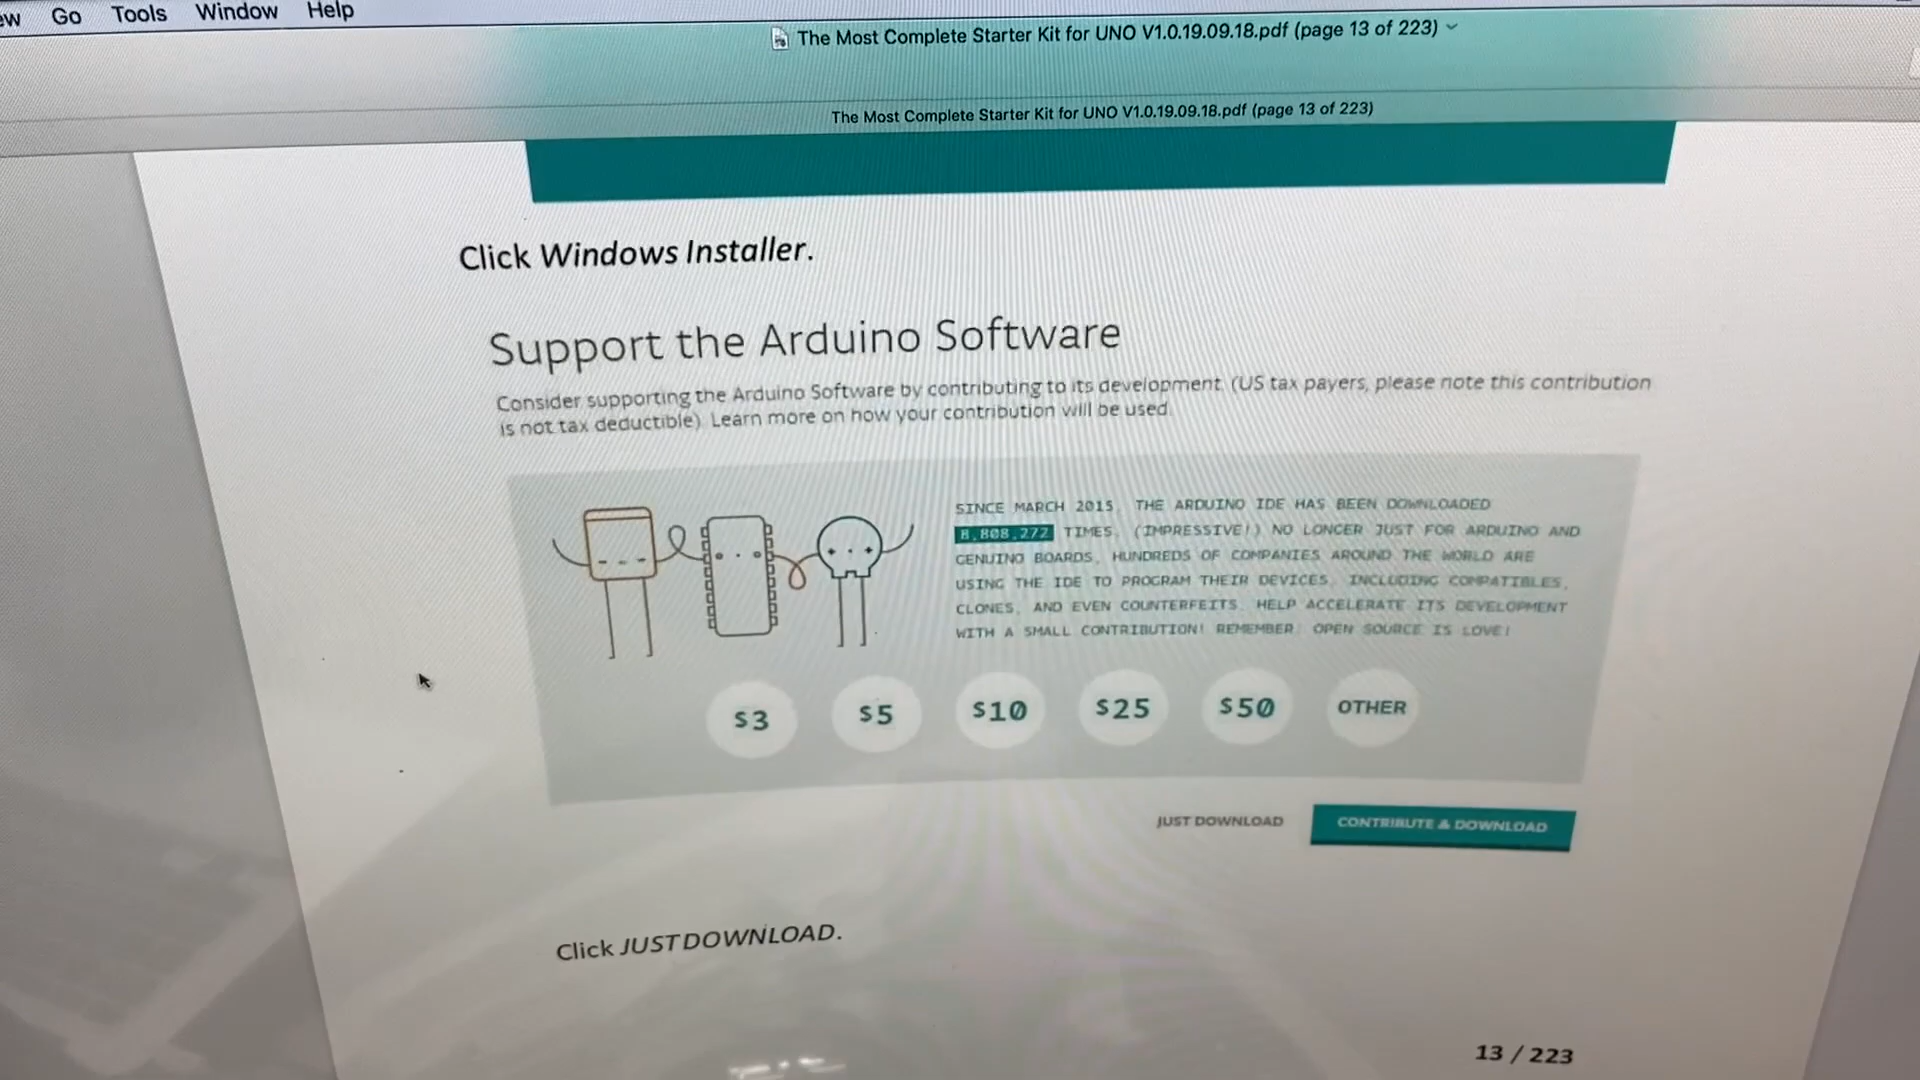 ew Go Tools Window Help
The Most Complete Starter Kit for UNO V1.0.19.09.18.pdf (page 13 of 223)
The Most Complete Starter Kit for UNO V1.0.19.09.18.pdf (page 13 of 223)
Click Windows Installer.
Support the Arduino Software
Consider supporting the Arduino Software by contributing to its development. (US tax payers, please note this contribution
is not tax deductible). Learn more on how your contribution will be used.
SINCE MARCH 2015, THE ARDUINO IDE HAS BEEN DOWNLOADED
8,808,272 TIMES. (IMPRESSIVE!) NO LONGER JUST FOR ARDUINO AND
GENUINO BOARDS, HUNDREDS OF COMPANIES AROUND THE WORLD ARE
USING THE IDE TO PROGRAM THEIR DEVICES, INCLUDING COMPATIBLES,
CLONES, AND EVEN COUNTERFEITS. HELP ACCELERATE ITS DEVELOPMENT
WITH A SMALL CONTRIBUTION! REMEMBER: OPEN SOURCE IS LOVE!
$3 $5 $10 $25 $50 OTHER
JUST DOWNLOAD CONTRIBUTE & DOWNLOAD
Click JUST DOWNLOAD.
13 / 223